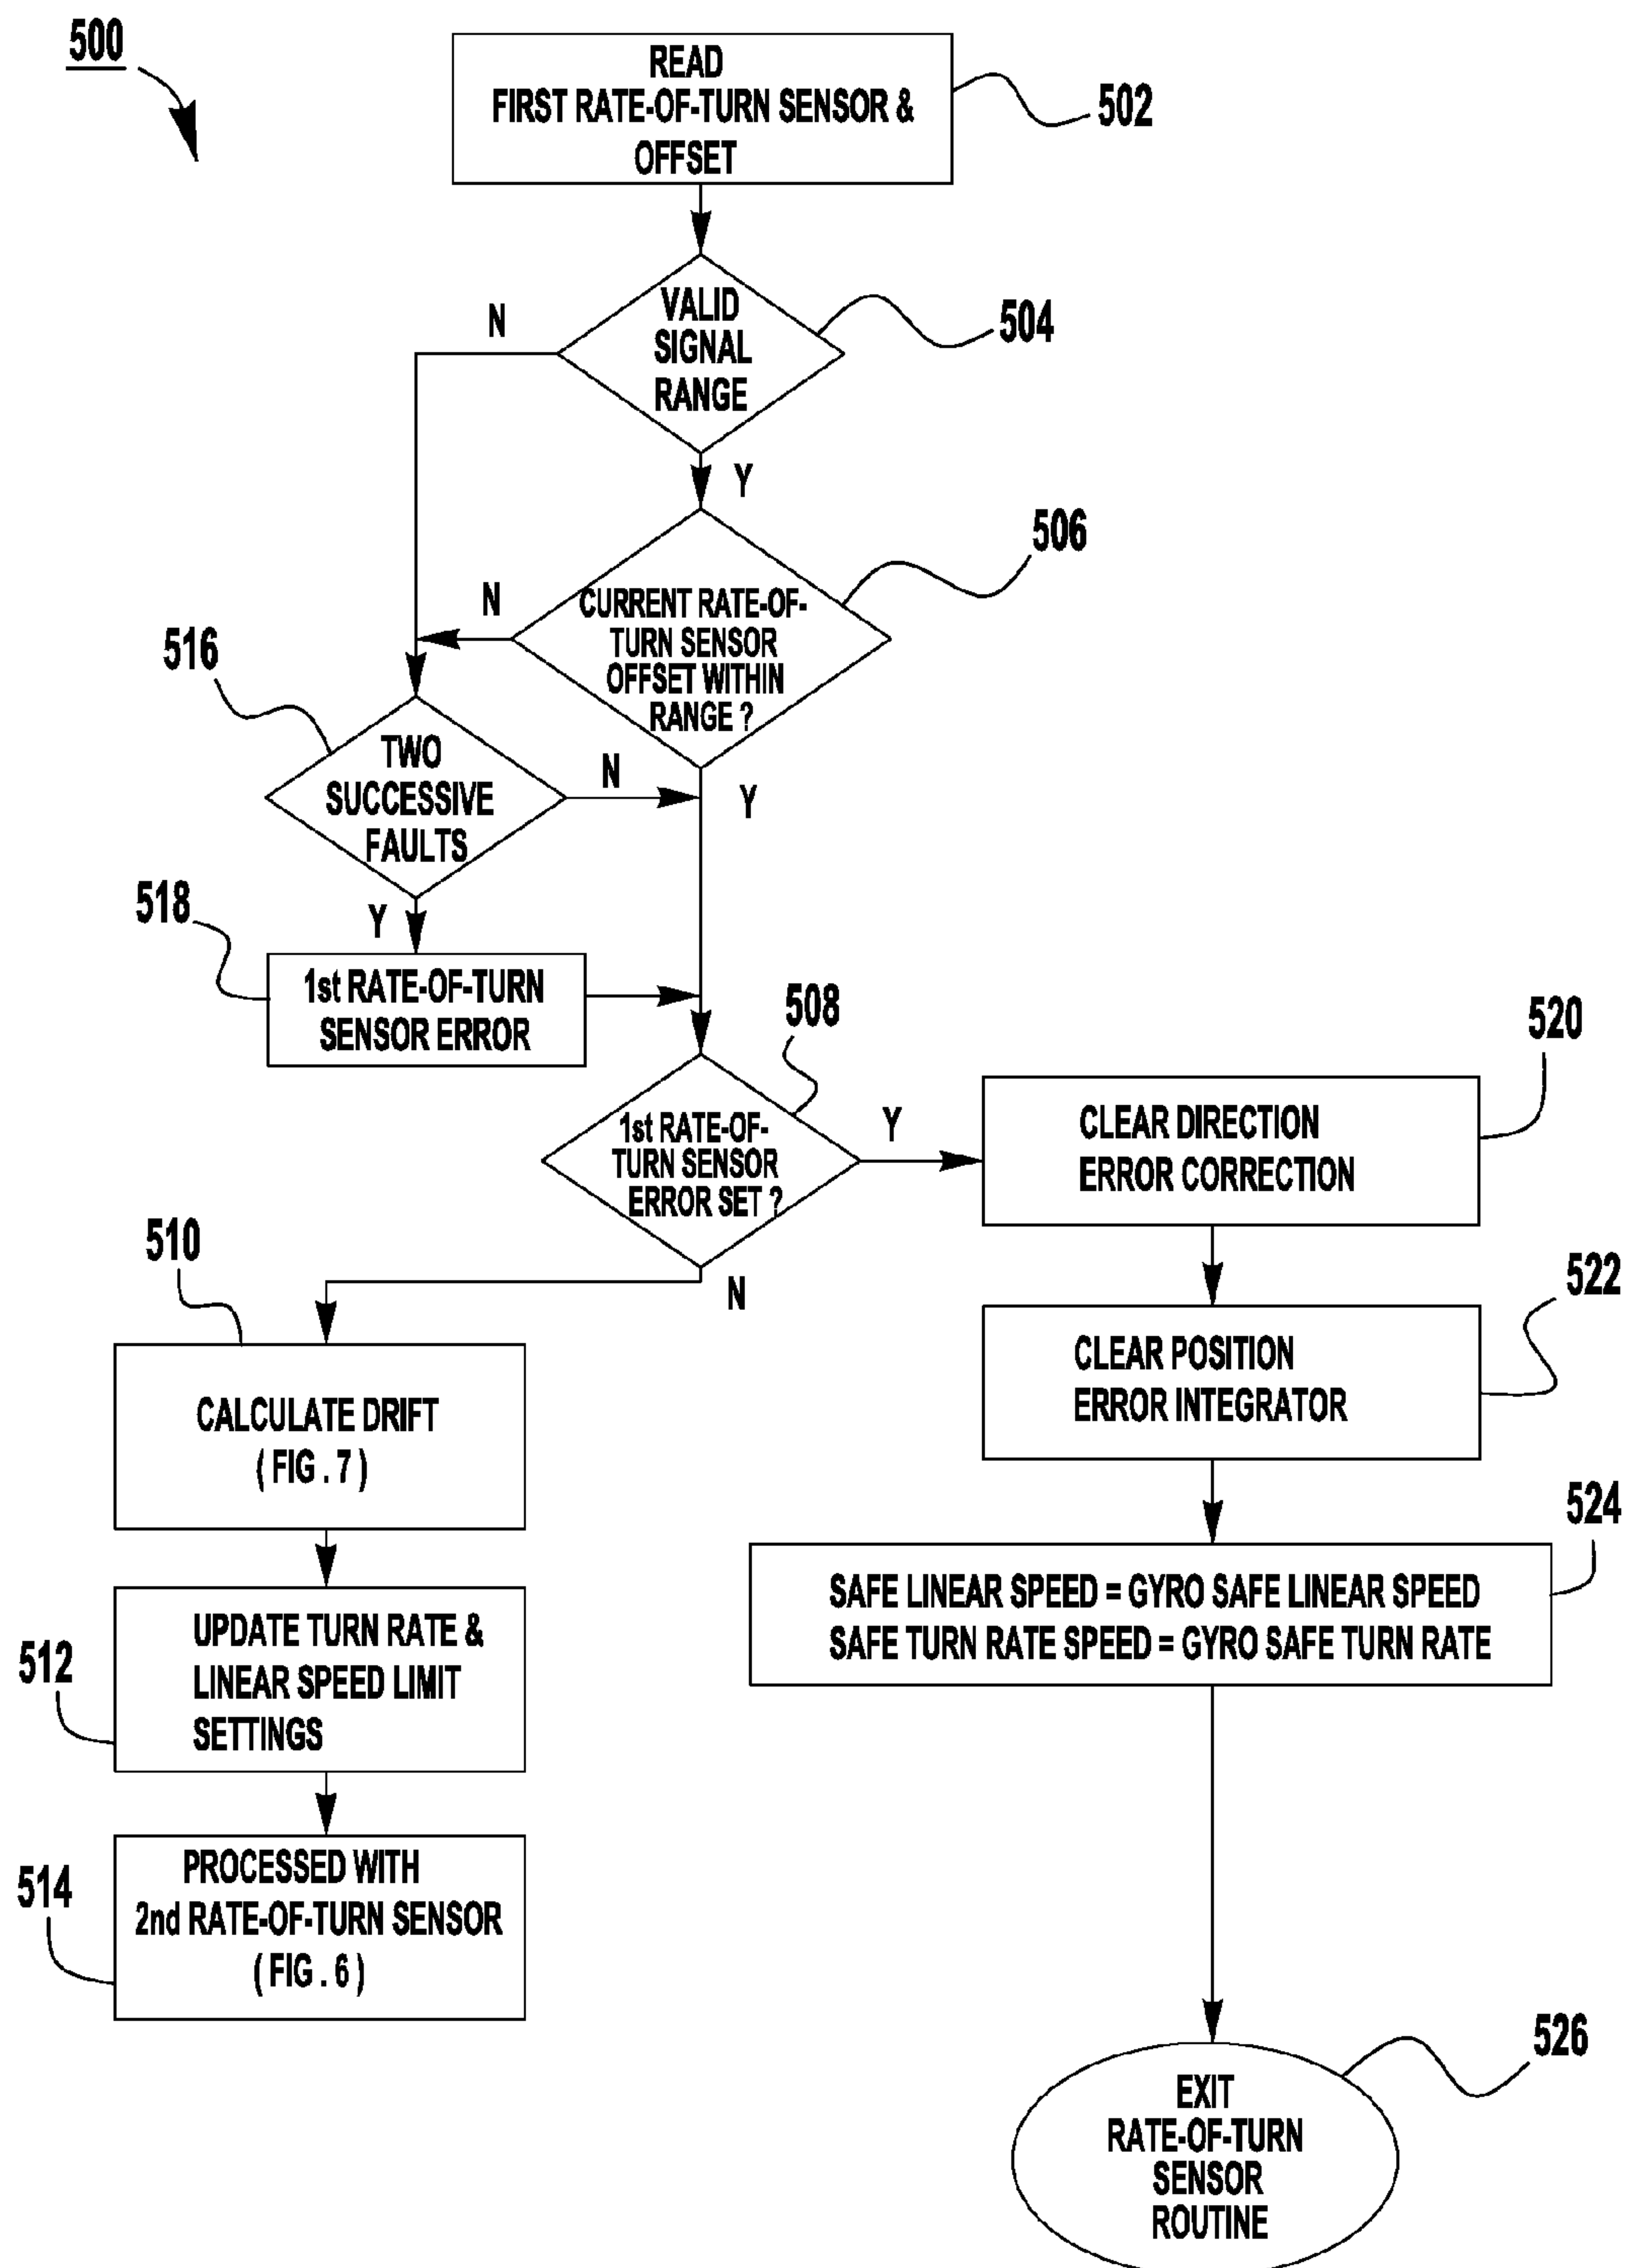 500
READ
FIRST RATE-OF-TURN SENSOR &
OFFSET
502
VALID
SIGNAL
RANGE
504
N
Y
CURRENT RATE-OF-
TURN SENSOR
OFFSET WITHIN
RANGE ?
506
N
Y
516
TWO
SUCCESSIVE
FAULTS
N
Y
518
1st RATE-OF-TURN
SENSOR ERROR
508
1st RATE-OF-
TURN SENSOR
ERROR SET ?
Y
N
520
CLEAR DIRECTION
ERROR CORRECTION
522
CLEAR POSITION
ERROR INTEGRATOR
524
SAFE LINEAR SPEED = GYRO SAFE LINEAR SPEED
SAFE TURN RATE SPEED = GYRO SAFE TURN RATE
510
CALCULATE DRIFT
( FIG . 7 )
512
UPDATE TURN RATE &
LINEAR SPEED LIMIT
SETTINGS
514
PROCESSED WITH
2nd RATE-OF-TURN SENSOR
( FIG . 6 )
526
EXIT
RATE-OF-TURN
SENSOR
ROUTINE